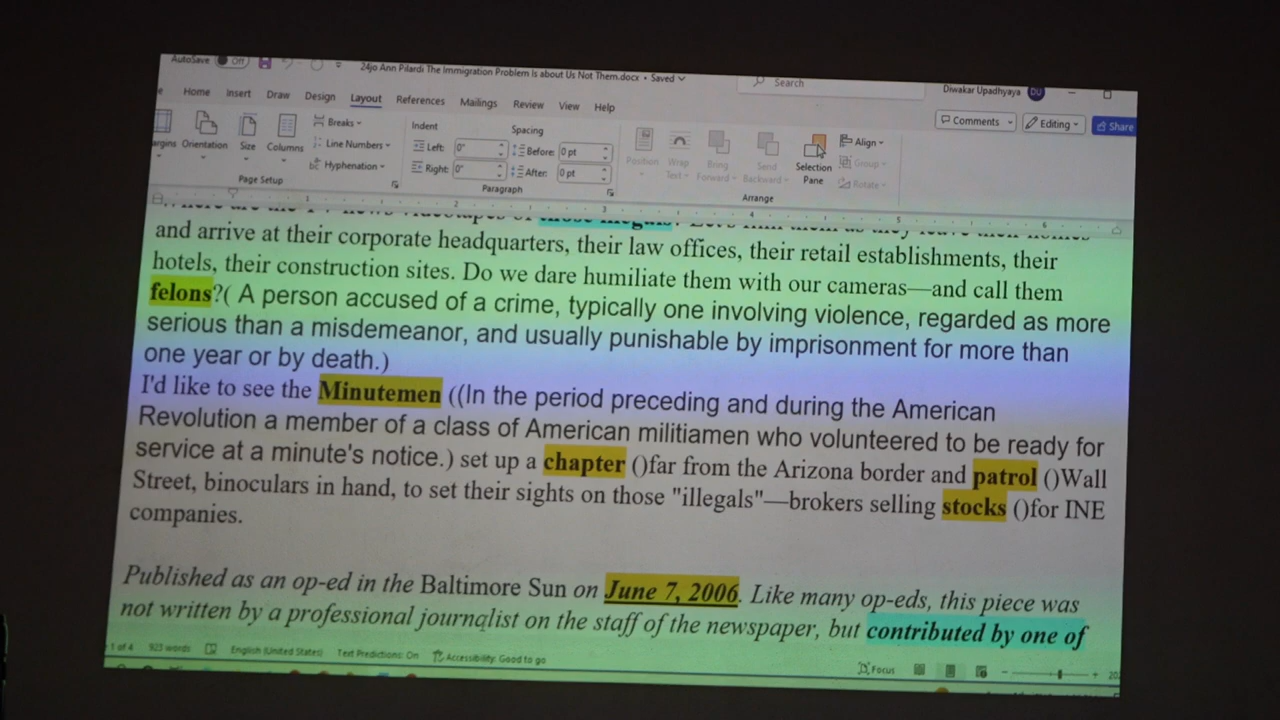 AutoSave Off 24jo Ann Pilardi The Immigration Problem Is about Us Not Them.docx • Saved Search Diwakar Upadhyaya DU
Home Insert Draw Design Layout References Mailings Review View Help Comments Editing Share
Orientation Size Columns Breaks Line Numbers Hyphenation Page Setup
Indent Spacing
Left: 0" Before: 0 pt
Right: 0" After: 0 pt
Paragraph
Position Wrap Text Bring Forward Send Backward Selection Pane Align Group Rotate
Arrange
and arrive at their corporate headquarters, their law offices, their retail establishments, their
hotels, their construction sites. Do we dare humiliate them with our cameras—and call them
felons?( A person accused of a crime, typically one involving violence, regarded as more
serious than a misdemeanor, and usually punishable by imprisonment for more than
one year or by death.)
I'd like to see the Minutemen ((In the period preceding and during the American
Revolution a member of a class of American militiamen who volunteered to be ready for
service at a minute's notice.) set up a chapter ()far from the Arizona border and patrol ()Wall
Street, binoculars in hand, to set their sights on those "illegals"—brokers selling stocks ()for INE
companies.
Published as an op-ed in the Baltimore Sun on June 7, 2006. Like many op-eds, this piece was
not written by a professional journalist on the staff of the newspaper, but contributed by one of
1 of 4 923 words English (United States) Text Predictions: On Accessibility: Good to go Focus